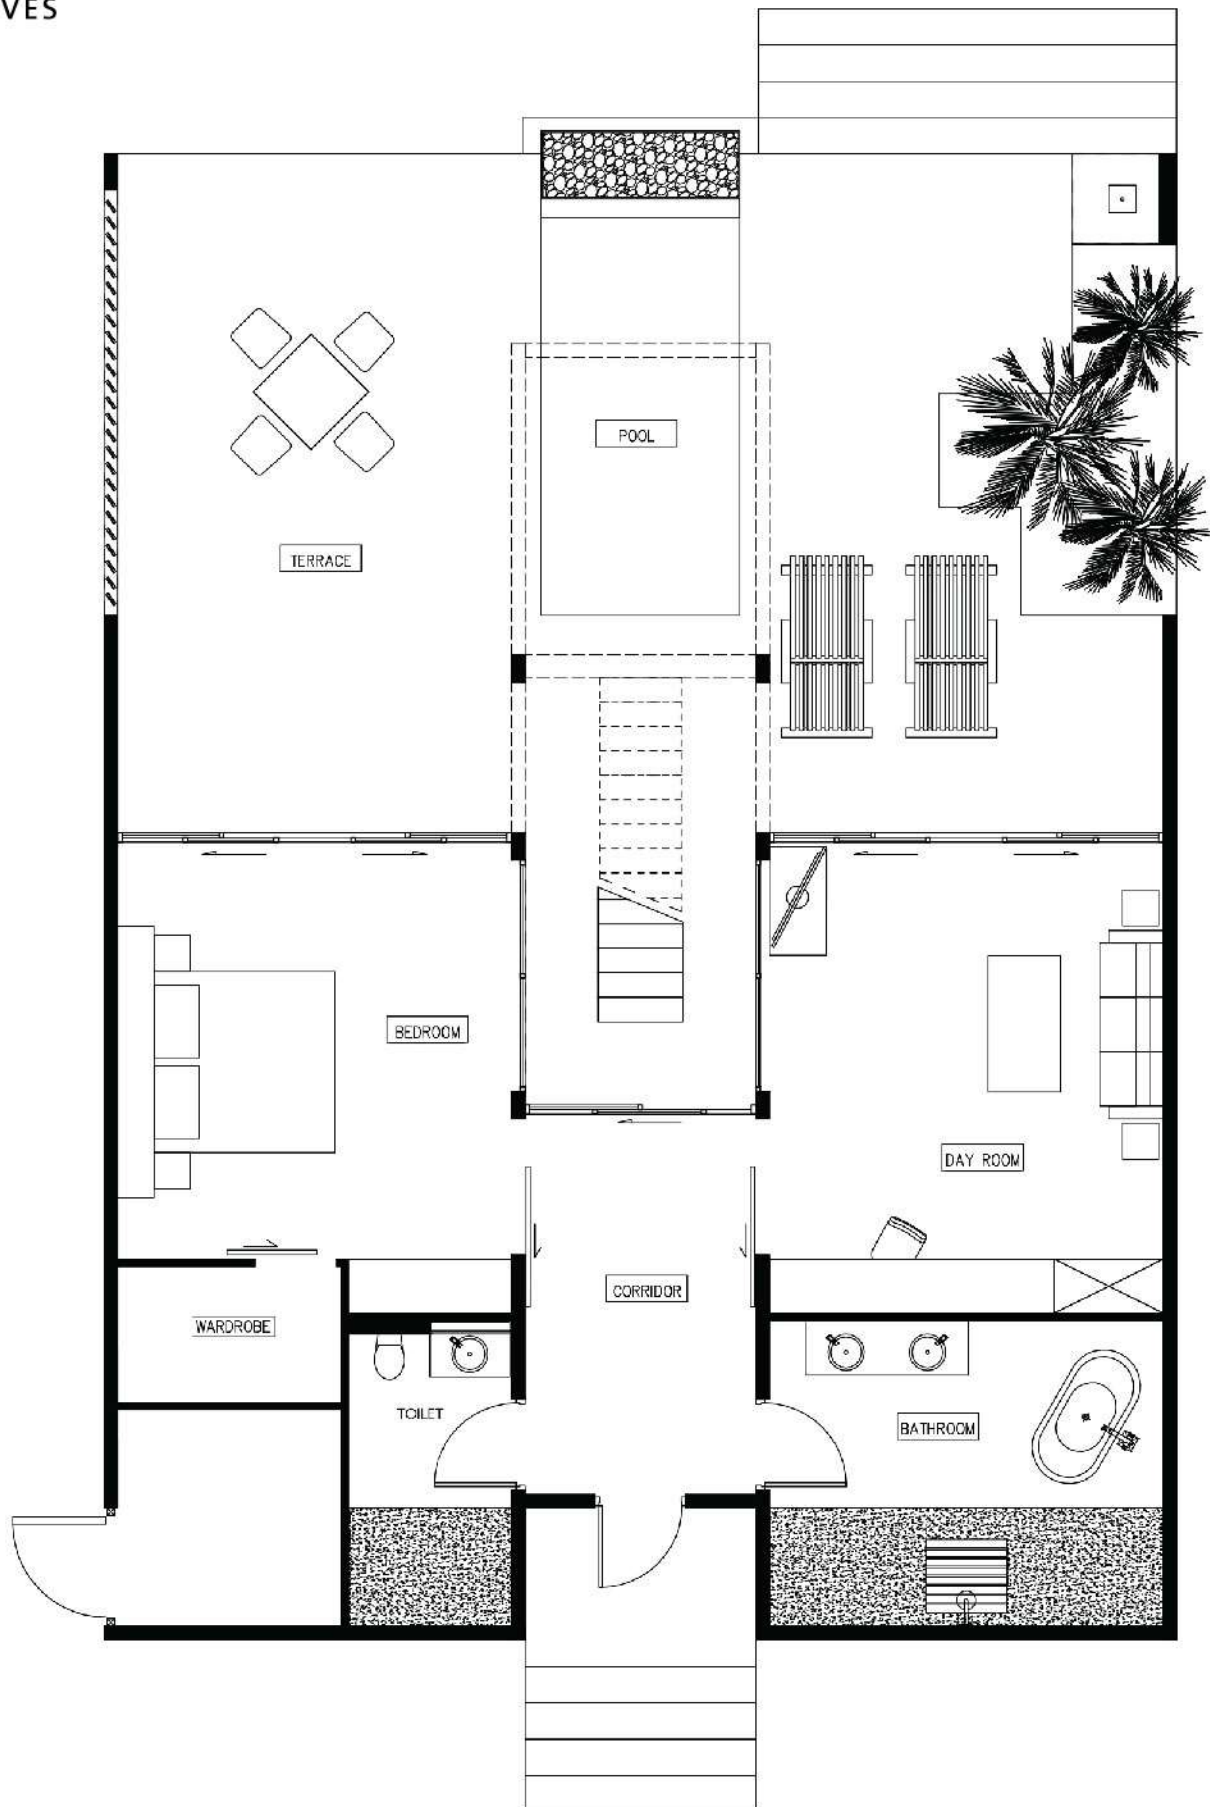 VES
POOL
TERRACE
BEDROOM
DAY ROOM
CORRIDOR
WARDROBE
TOILET
BATHROOM